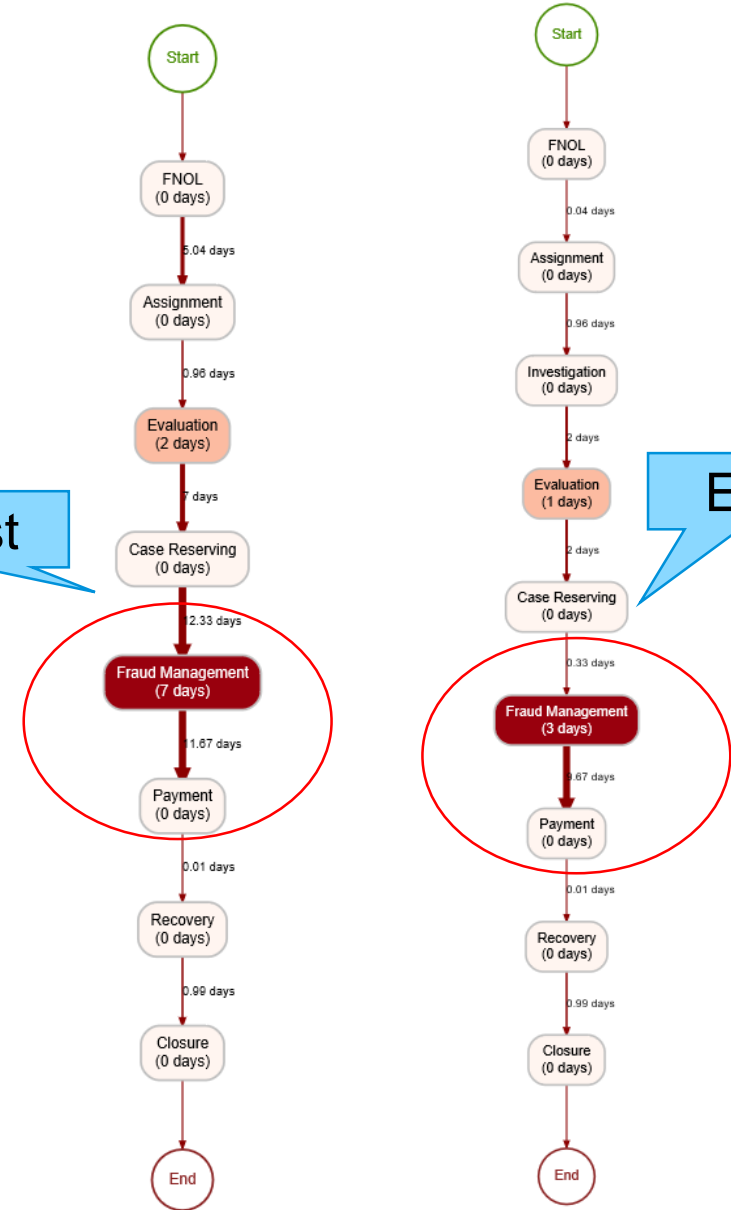 Start
FNOL
(0 days)
5.04 days
Assignment
(0 days)
0.96 days
Evaluation
(2 days)
7 days
Case Reserving
(0 days)
st
12.33 days
Fraud Management
(7 days)
11.67 days
Payment
(0 days)
0.01 days
Recovery
(0 days)
0.99 days
Closure
(0 days)
End
Start
FNOL
(0 days)
0.04 days
Assignment
(0 days)
0.96 days
Investigation
(0 days)
2 days
Evaluation
(1 days)
E
2 days
Case Reserving
(0 days)
0.33 days
Fraud Management
(3 days)
9.67 days
Payment
(0 days)
0.01 days
Recovery
(0 days)
0.99 days
Closure
(0 days)
End